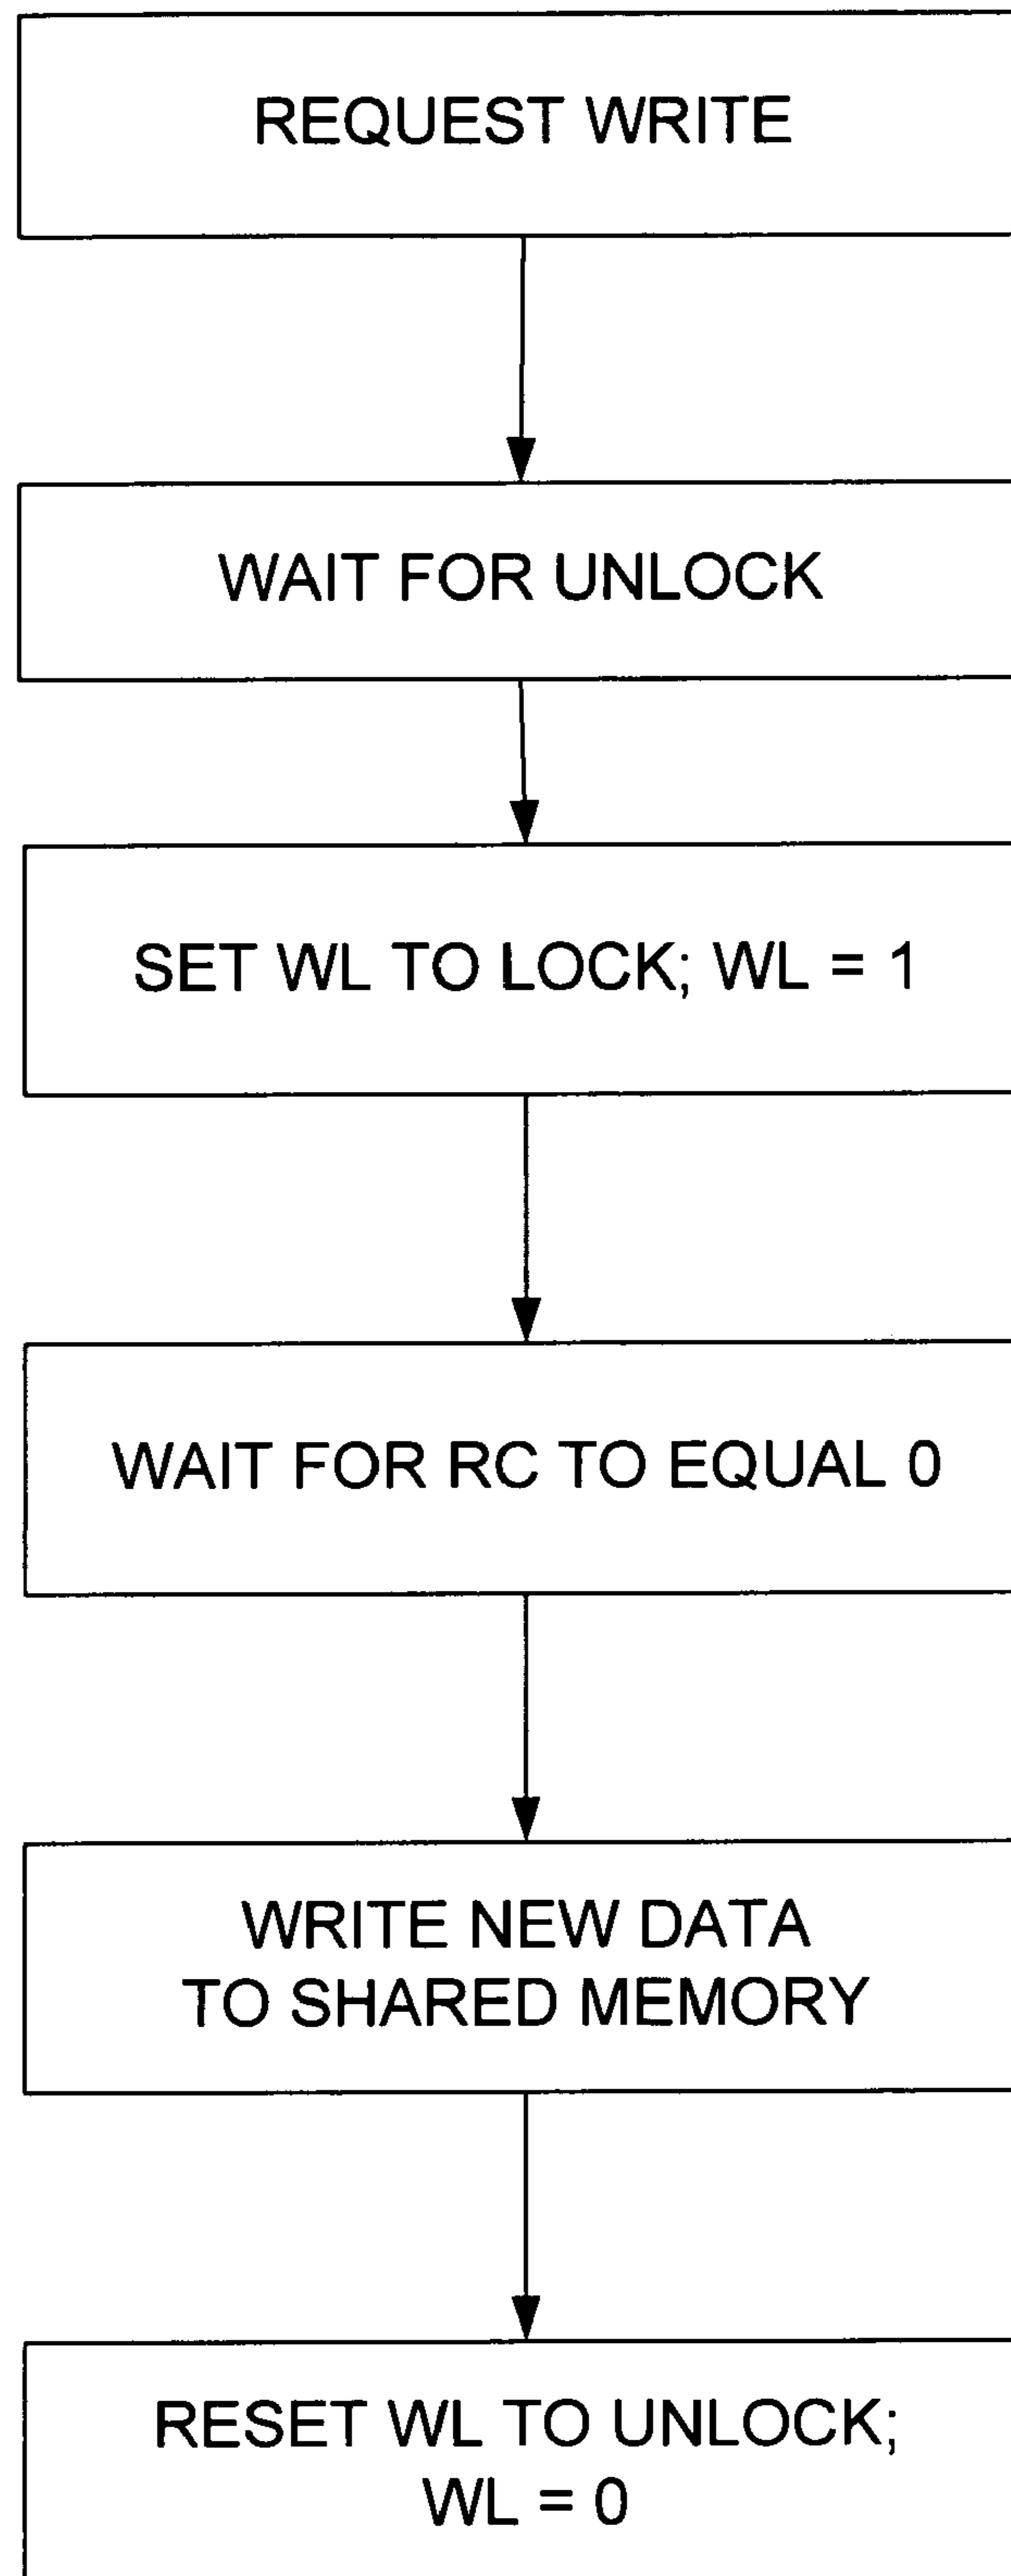 REQUEST WRITE
WAIT FOR UNLOCK
SET WL TO LOCK; WL = 1
WAIT FOR RC TO EQUAL 0
WRITE NEW DATA
TO SHARED MEMORY
RESET WL TO UNLOCK;
WL = 0